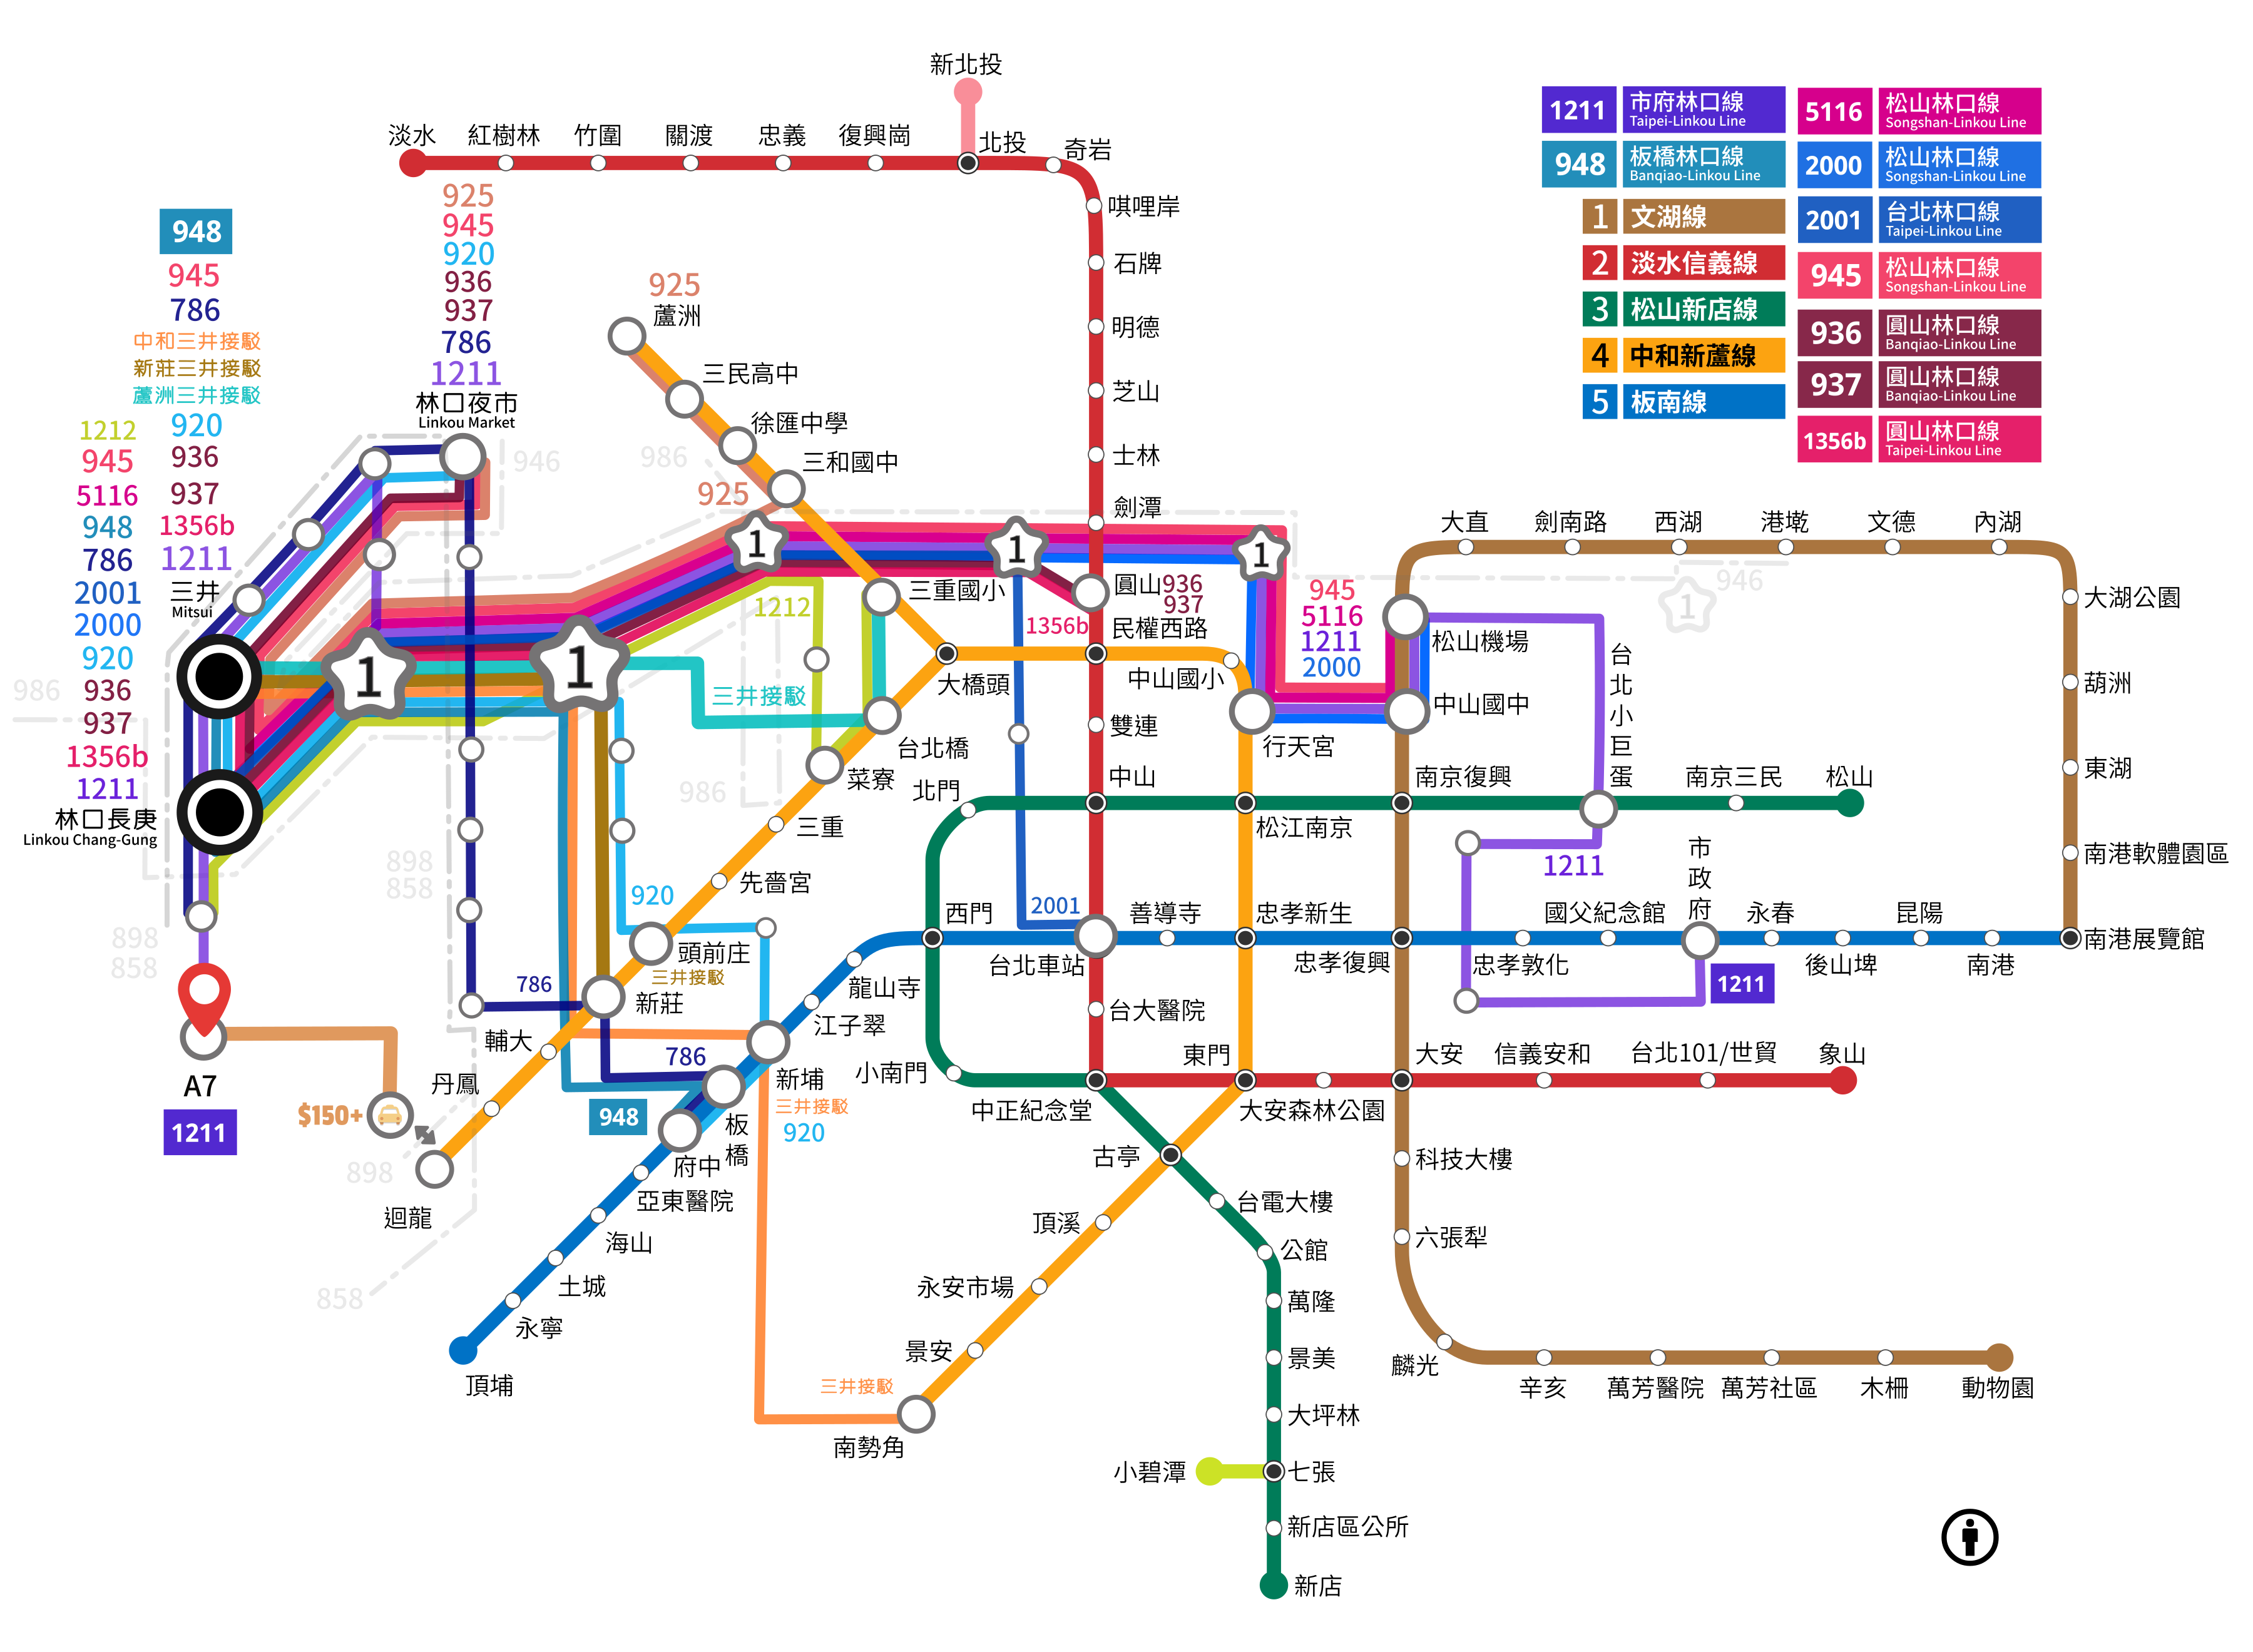 新北投
淡水
紅樹林
竹圍
關渡
忠義
復興崗
北投
奇岩
唭哩岸
石牌
明德
芝山
士林
劍潭
圓山
936
937
民權西路
1356b
雙連
中山
台北車站
台大醫院
中正紀念堂
東門
大安森林公園
大安
信義安和
台北101/世貿
象山
1211
市府林口線
Taipei-Linkou Line
948
板橋林口線
Banqiao-Linkou Line
1
文湖線
2
淡水信義線
3
松山新店線
4
中和新蘆線
5
板南線
5116
松山林口線
Songshan-Linkou Line
2000
松山林口線
Songshan-Linkou Line
2001
台北林口線
Taipei-Linkou Line
945
松山林口線
Songshan-Linkou Line
936
圓山林口線
Banqiao-Linkou Line
937
圓山林口線
Banqiao-Linkou Line
1356b
圓山林口線
Taipei-Linkou Line
948
945
786
中和三井接駁
新莊三井接駁
蘆洲三井接駁
920
936
937
1356b
1211
三井
Mitsui
1212
945
5116
948
786
2001
2000
920
936
937
1356b
1211
林口長庚
Linkou Chang-Gung
925
945
920
936
937
786
1211
林口夜市
Linkou Market
946
986
986
986
946
898
858
898
858
898
858
1
1
1
1
1
1
925
蘆洲
三民高中
徐匯中學
三和國中
925
三重國小
1212
三井接駁
大橋頭
台北橋
菜寮
三重
先嗇宮
920
頭前庄
三井接駁
新莊
786
輔大
丹鳳
迴龍
A7
1211
$150+
中山國小
945
5116
1211
2000
行天宮
松江南京
忠孝新生
古亭
頂溪
永安市場
景安
三井接駁
南勢角
大直
劍南路
西湖
港墘
文德
內湖
大湖公園
葫洲
東湖
南港軟體園區
南港展覽館
松山機場
中山國中
南京復興
忠孝復興
科技大樓
六張犁
麟光
辛亥
萬芳醫院
萬芳社區
木柵
動物園
台北小巨蛋
南京三民
松山
1211
北門
西門
小南門
台電大樓
公館
萬隆
景美
大坪林
七張
小碧潭
新店區公所
新店
2001
善導寺
忠孝敦化
國父紀念館
市政府
1211
永春
後山埤
昆陽
南港
龍山寺
江子翠
新埔
三井接駁
920
786
948
板橋
府中
亞東醫院
海山
土城
永寧
頂埔